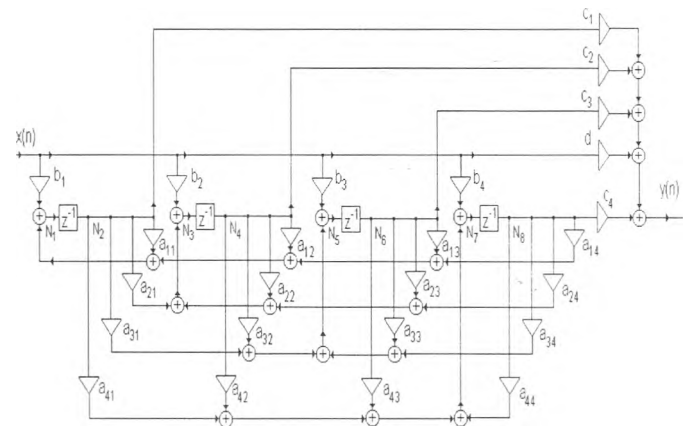 c₁
c₂
c₃
x(n)
d
b₁ b₂ b₃ b₄
y(n)
c₄
N₁ z⁻¹ N₂ N₃ z⁻¹ N₄ N₅ z⁻¹ N₆ N₇ z⁻¹ N₈
a₁₁ a₁₂ a₁₃ a₁₄
a₂₁ a₂₂ a₂₃ a₂₄
a₃₁ a₃₂ a₃₃ a₃₄
a₄₁ a₄₂ a₄₃ a₄₄